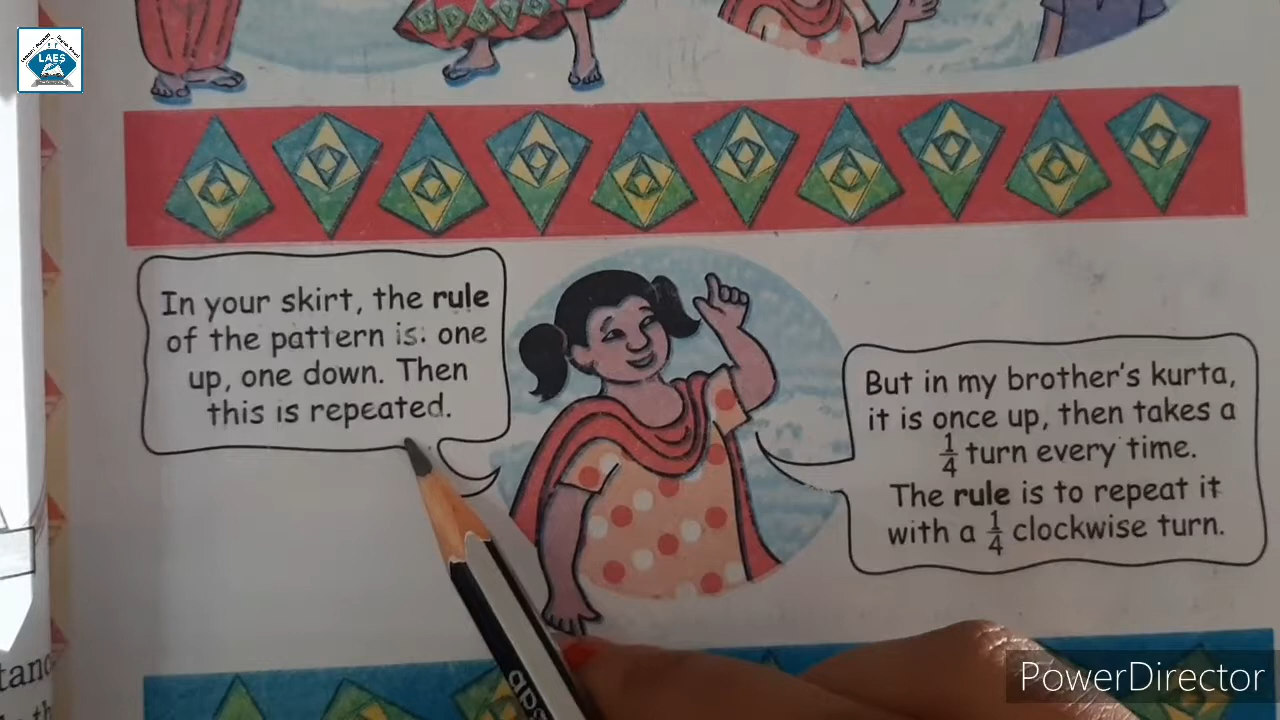 LAES
In your skirt, the rule
of the pattern is: one
up, one down. Then
this is repeated.
But in my brother's kurta,
it is once up, then takes a
1/4 turn every time.
The rule is to repeat it
with a 1/4 clockwise turn.
PowerDirector